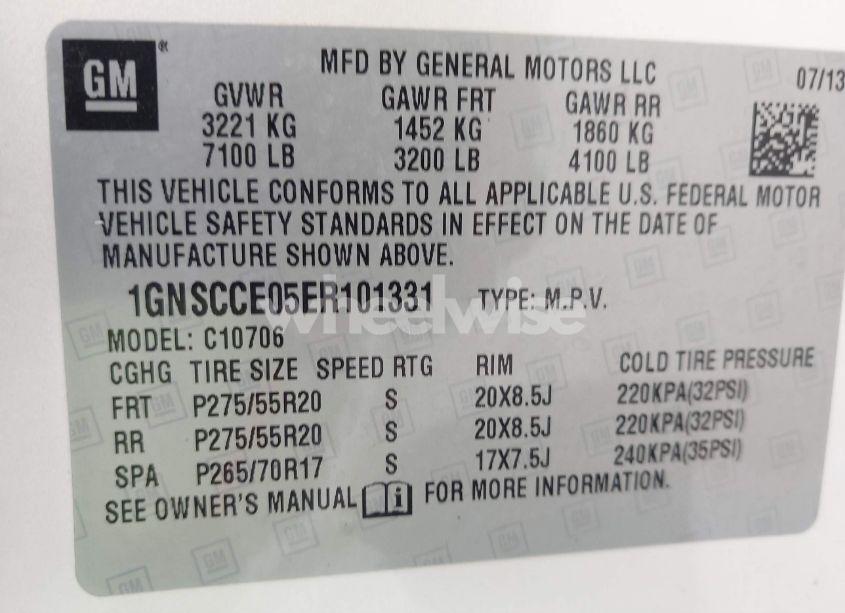 GM®
MFD BY GENERAL MOTORS LLC 07/13
GVWR GAWR FRT GAWR RR
3221 KG 1452 KG 1860 KG
7100 LB 3200 LB 4100 LB
THIS VEHICLE CONFORMS TO ALL APPLICABLE U.S. FEDERAL MOTOR
VEHICLE SAFETY STANDARDS IN EFFECT ON THE DATE OF
MANUFACTURE SHOWN ABOVE.
1GNSCCE05ER101331 TYPE: M.P.V.
wheelwise
MODEL: C10706
CGHG TIRE SIZE SPEED RTG RIM COLD TIRE PRESSURE
FRT P275/55R20 S 20X8.5J 220KPA(32PSI)
RR P275/55R20 S 20X8.5J 220KPA(32PSI)
SPA P265/70R17 S 17X7.5J 240KPA(35PSI)
SEE OWNER'S MANUAL i FOR MORE INFORMATION.